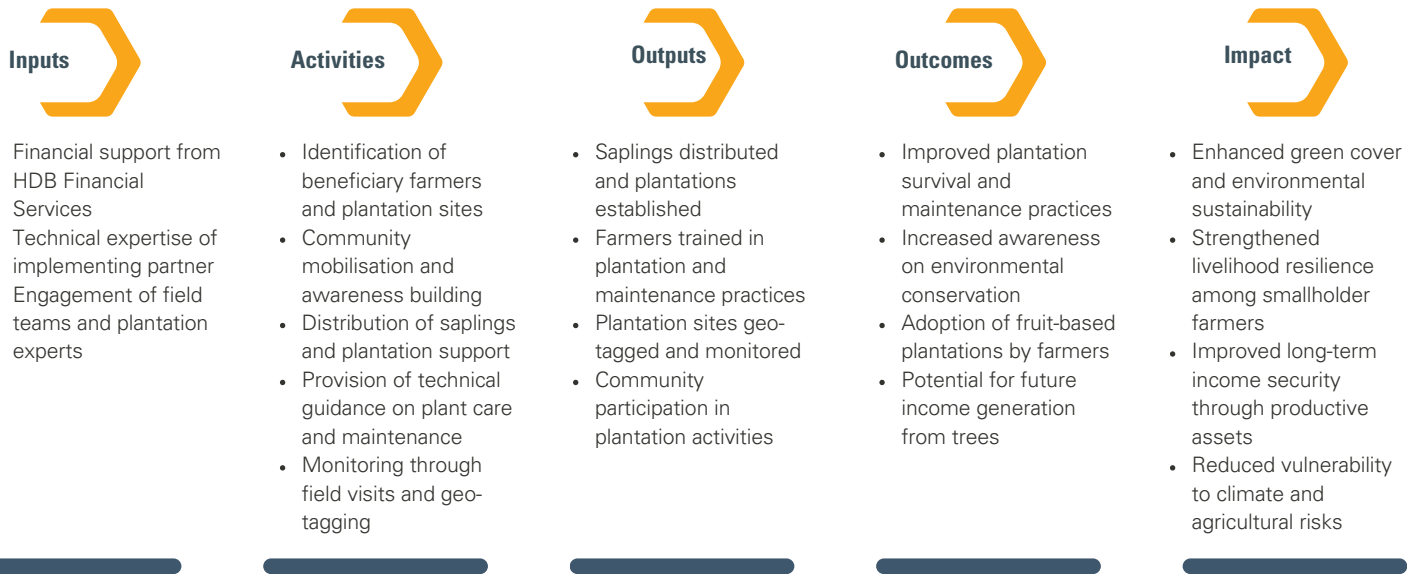 Inputs
Financial support from
HDB Financial
Services
Technical expertise of
implementing partner
Engagement of field
teams and plantation
experts
Activities
• Identification of
beneficiary farmers
and plantation sites
• Community
mobilisation and
awareness building
• Distribution of saplings
and plantation support
• Provision of technical
guidance on plant care
and maintenance
• Monitoring through
field visits and geo-
tagging
Outputs
• Saplings distributed
and plantations
established
• Farmers trained in
plantation and
maintenance practices
• Plantation sites geo-
tagged and monitored
• Community
participation in
plantation activities
Outcomes
• Improved plantation
survival and
maintenance practices
• Increased awareness
on environmental
conservation
• Adoption of fruit-based
plantations by farmers
• Potential for future
income generation
from trees
Impact
• Enhanced green cover
and environmental
sustainability
• Strengthened
livelihood resilience
among smallholder
farmers
• Improved long-term
income security
through productive
assets
• Reduced vulnerability
to climate and
agricultural risks